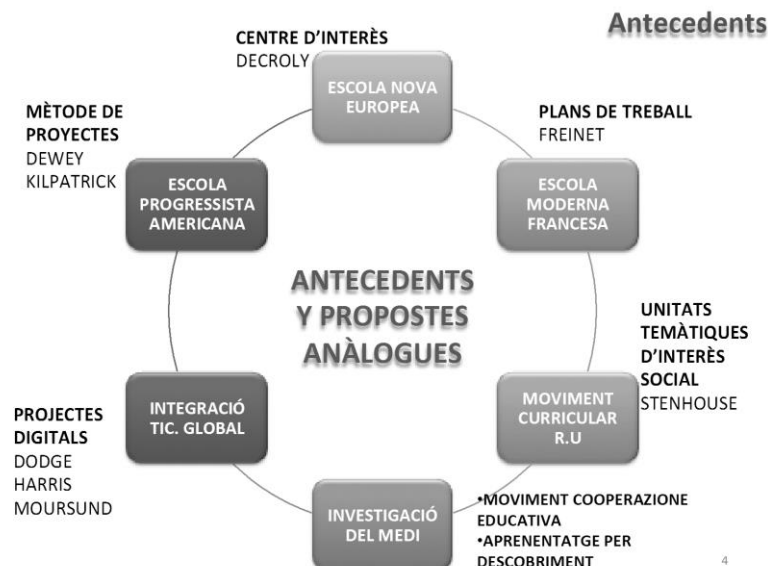 Antecedents
CENTRE D'INTERÈS
DECROLY
ESCOLA NOVA
EUROPEA
PLANS DE TREBALL
FREINET
ESCOLA
MODERNA
FRANCESA
UNITATS
TEMÀTIQUES
D'INTERÈS
SOCIAL
STENHOUSE
MOVIMENT
CURRICULAR
R.U
•MOVIMENT COOPERAZIONE
EDUCATIVA
•APRENENTATGE PER
DESCOBRIMENT
INVESTIGACIÓ
DEL MEDI
PROJECTES
DIGITALS
DODGE
HARRIS
MOURSUND
INTEGRACIÓ
TIC. GLOBAL
MÈTODE DE
PROYECTES
DEWEY
KILPATRICK
ESCOLA
PROGRESSISTA
AMERICANA
ANTECEDENTS
Y PROPOSTES
ANÀLOGUES
4